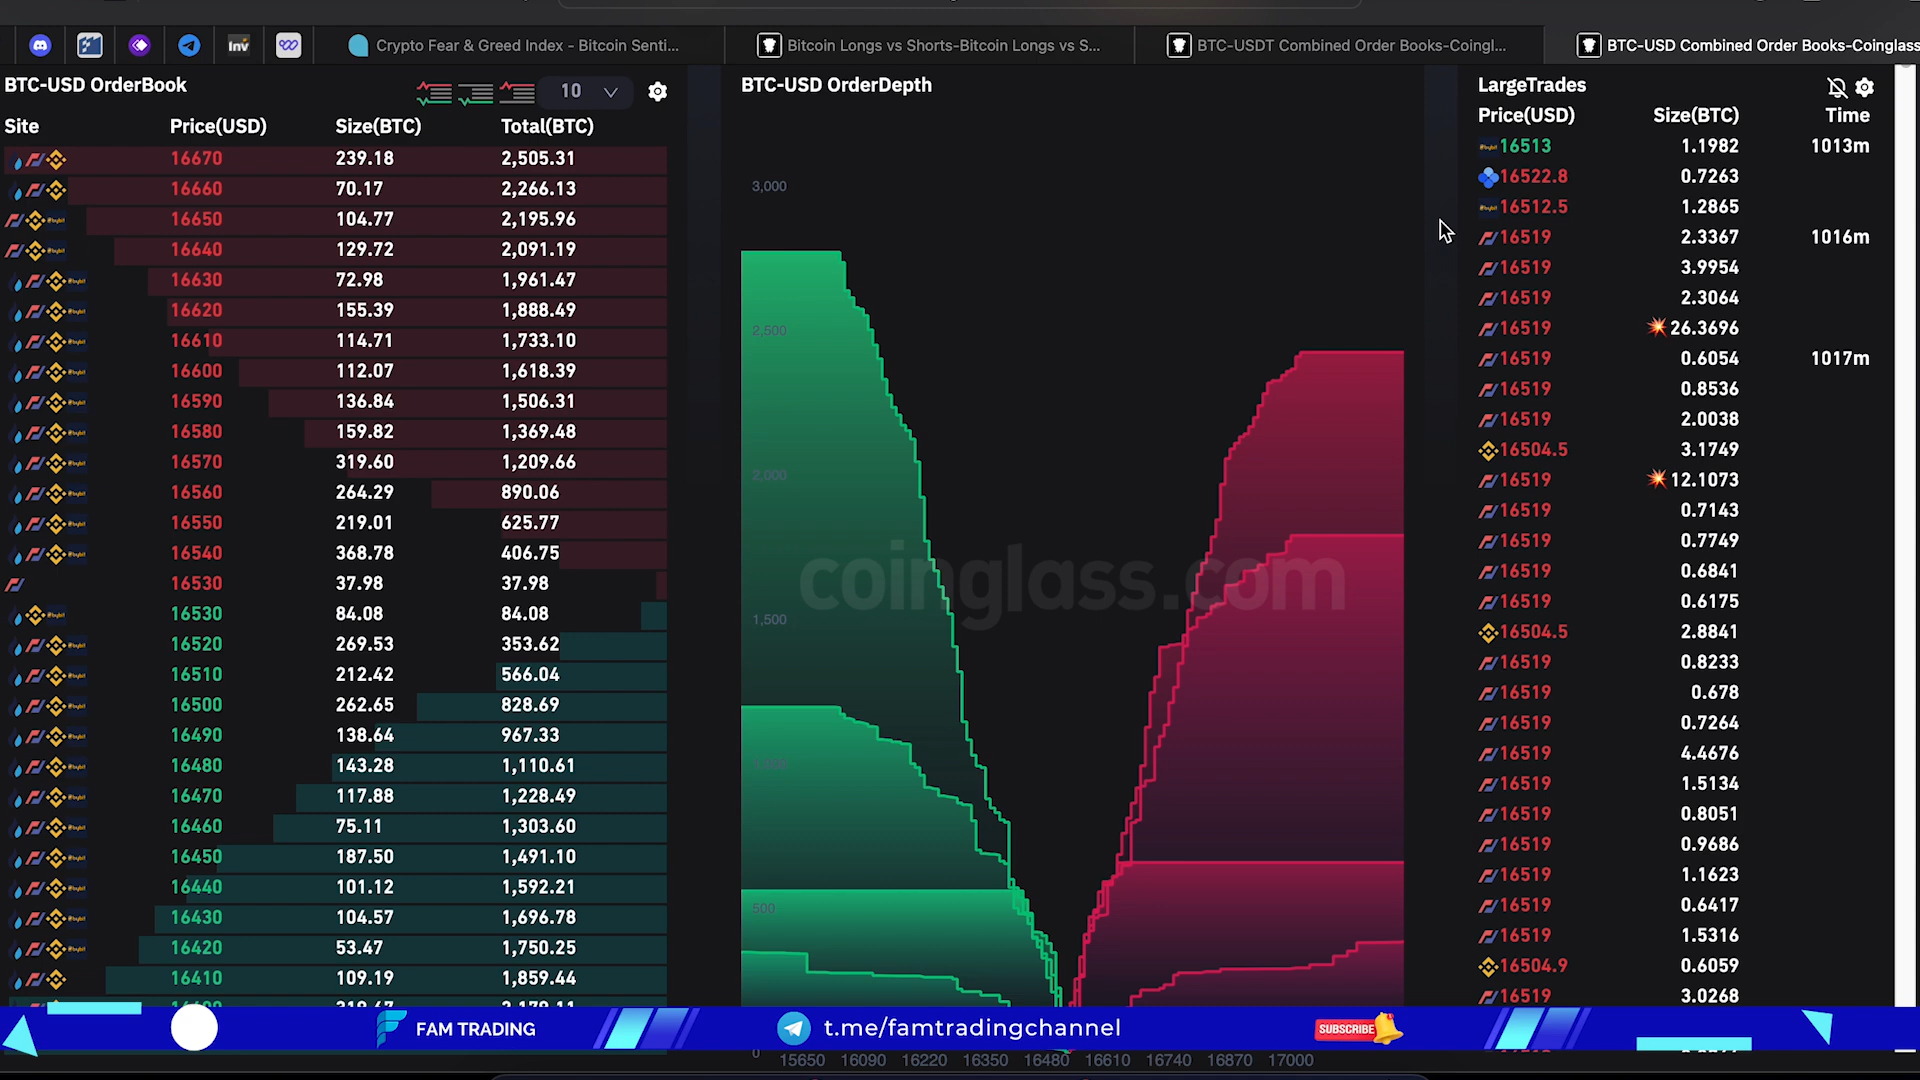 Inv
Crypto Fear & Greed Index - Bitcoin Senti...
Bitcoin Longs vs Shorts-Bitcoin Longs vs S...
BTC-USDT Combined Order Books-Coingl...
BTC-USD Combined Order Books-Coinglass
BTC-USD OrderBook
10
Site Price(USD) Size(BTC) Total(BTC)
16670 239.18 2,505.31
16660 70.17 2,266.13
16650 104.77 2,195.96
16640 129.72 2,091.19
16630 72.98 1,961.47
16620 155.39 1,888.49
16610 114.71 1,733.10
16600 112.07 1,618.39
16590 136.84 1,506.31
16580 159.82 1,369.48
16570 319.60 1,209.66
16560 264.29 890.06
16550 219.01 625.77
16540 368.78 406.75
16530 37.98 37.98
16530 84.08 84.08
16520 269.53 353.62
16510 212.42 566.04
16500 262.65 828.69
16490 138.64 967.33
16480 143.28 1,110.61
16470 117.88 1,228.49
16460 75.11 1,303.60
16450 187.50 1,491.10
16440 101.12 1,592.21
16430 104.57 1,696.78
16420 53.47 1,750.25
16410 109.19 1,859.44
BTC-USD OrderDepth
3,000
2,500
2,000
1,500
500
0
coinglass.com
15650 16090 16220 16350 16480 16610 16740 16870 17000
LargeTrades
Price(USD) Size(BTC) Time
16513 1.1982 1013m
16522.8 0.7263
16512.5 1.2865
16519 2.3367 1016m
16519 3.9954
16519 2.3064
16519 26.3696
16519 0.6054 1017m
16519 0.8536
16519 2.0038
16504.5 3.1749
16519 12.1073
16519 0.7143
16519 0.7749
16519 0.6841
16519 0.6175
16504.5 2.8841
16519 0.8233
16519 0.678
16519 0.7264
16519 4.4676
16519 1.5134
16519 0.8051
16519 0.9686
16519 1.1623
16519 0.6417
16519 1.5316
16504.9 0.6059
16519 3.0268
FAM TRADING
t.me/famtradingchannel
SUBSCRIBE